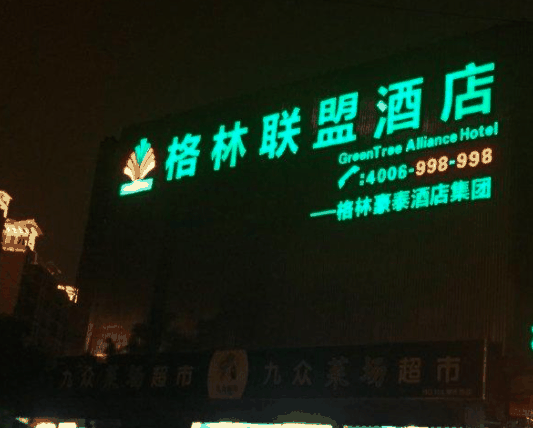 格林联盟酒店
GreenTree Alliance Hotel
:4006-998-998
——格林豪泰酒店集团
九众菜场超市 九众菜场超市